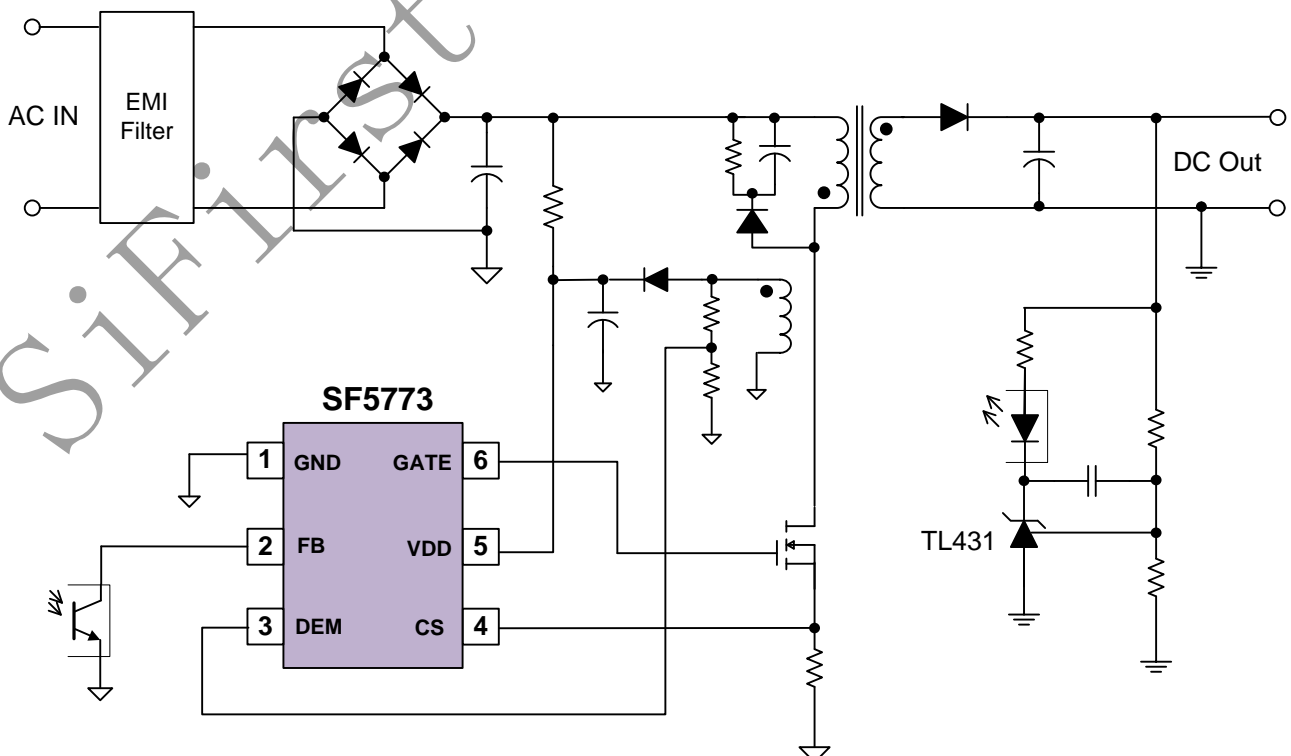 AC IN
EMI
Filter
DC Out
SiFirst
SF5773
1 GND GATE 6
2 FB VDD 5
3 DEM CS 4
TL431